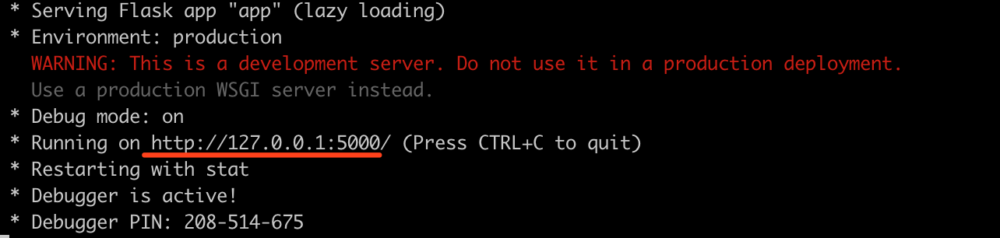 * Serving Flask app "app" (lazy loading)
* Environment: production
WARNING: This is a development server. Do not use it in a production deployment.
Use a production WSGI server instead.
* Debug mode: on
* Running on http://127.0.0.1:5000/ (Press CTRL+C to quit)
* Restarting with stat
* Debugger is active!
* Debugger PIN: 208-514-675